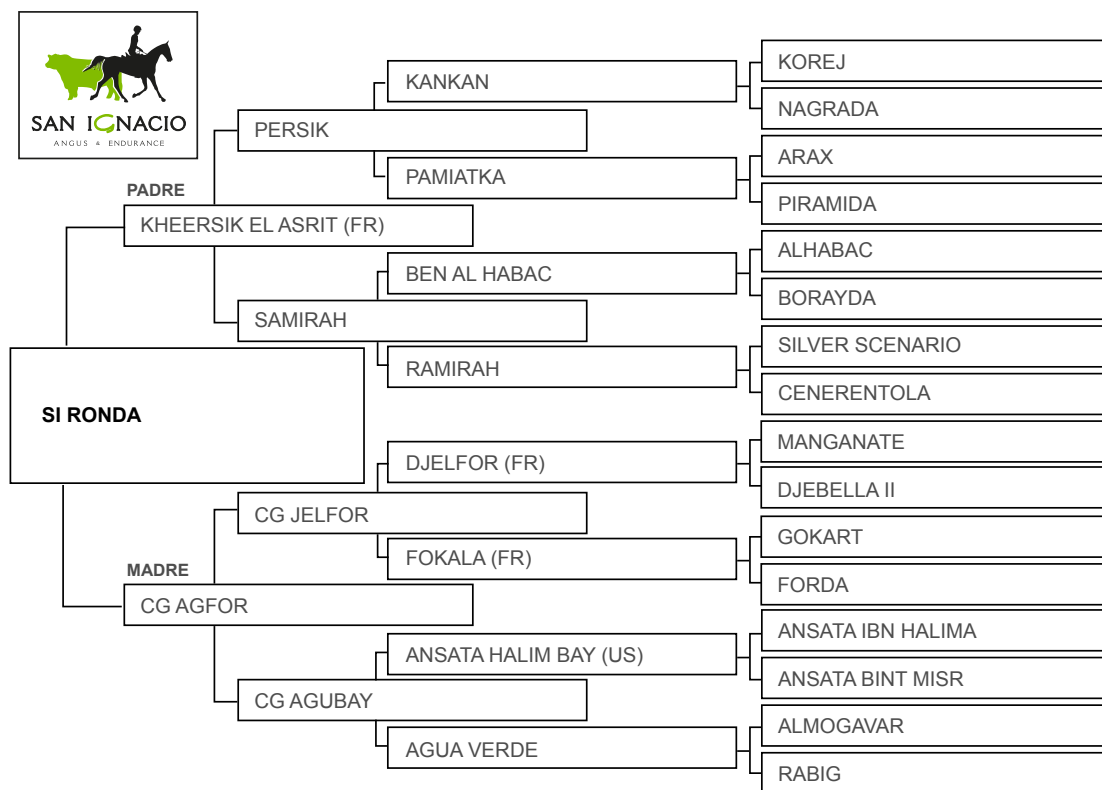 SAN IGNACIO
ANGUS & ENDURANCE
KOREJ
KANKAN
NAGRADA
PERSIK
ARAX
PAMIATKA
PIRAMIDA
PADRE
KHEERSIK EL ASRIT (FR)
ALHABAC
BEN AL HABAC
BORAYDA
SAMIRAH
SILVER SCENARIO
RAMIRAH
CENERENTOLA
SI RONDA
MANGANATE
DJELFOR (FR)
DJEBELLA II
CG JELFOR
GOKART
FOKALA (FR)
FORDA
MADRE
CG AGFOR
ANSATA IBN HALIMA
ANSATA HALIM BAY (US)
ANSATA BINT MISR
CG AGUBAY
ALMOGAVAR
AGUA VERDE
RABIG